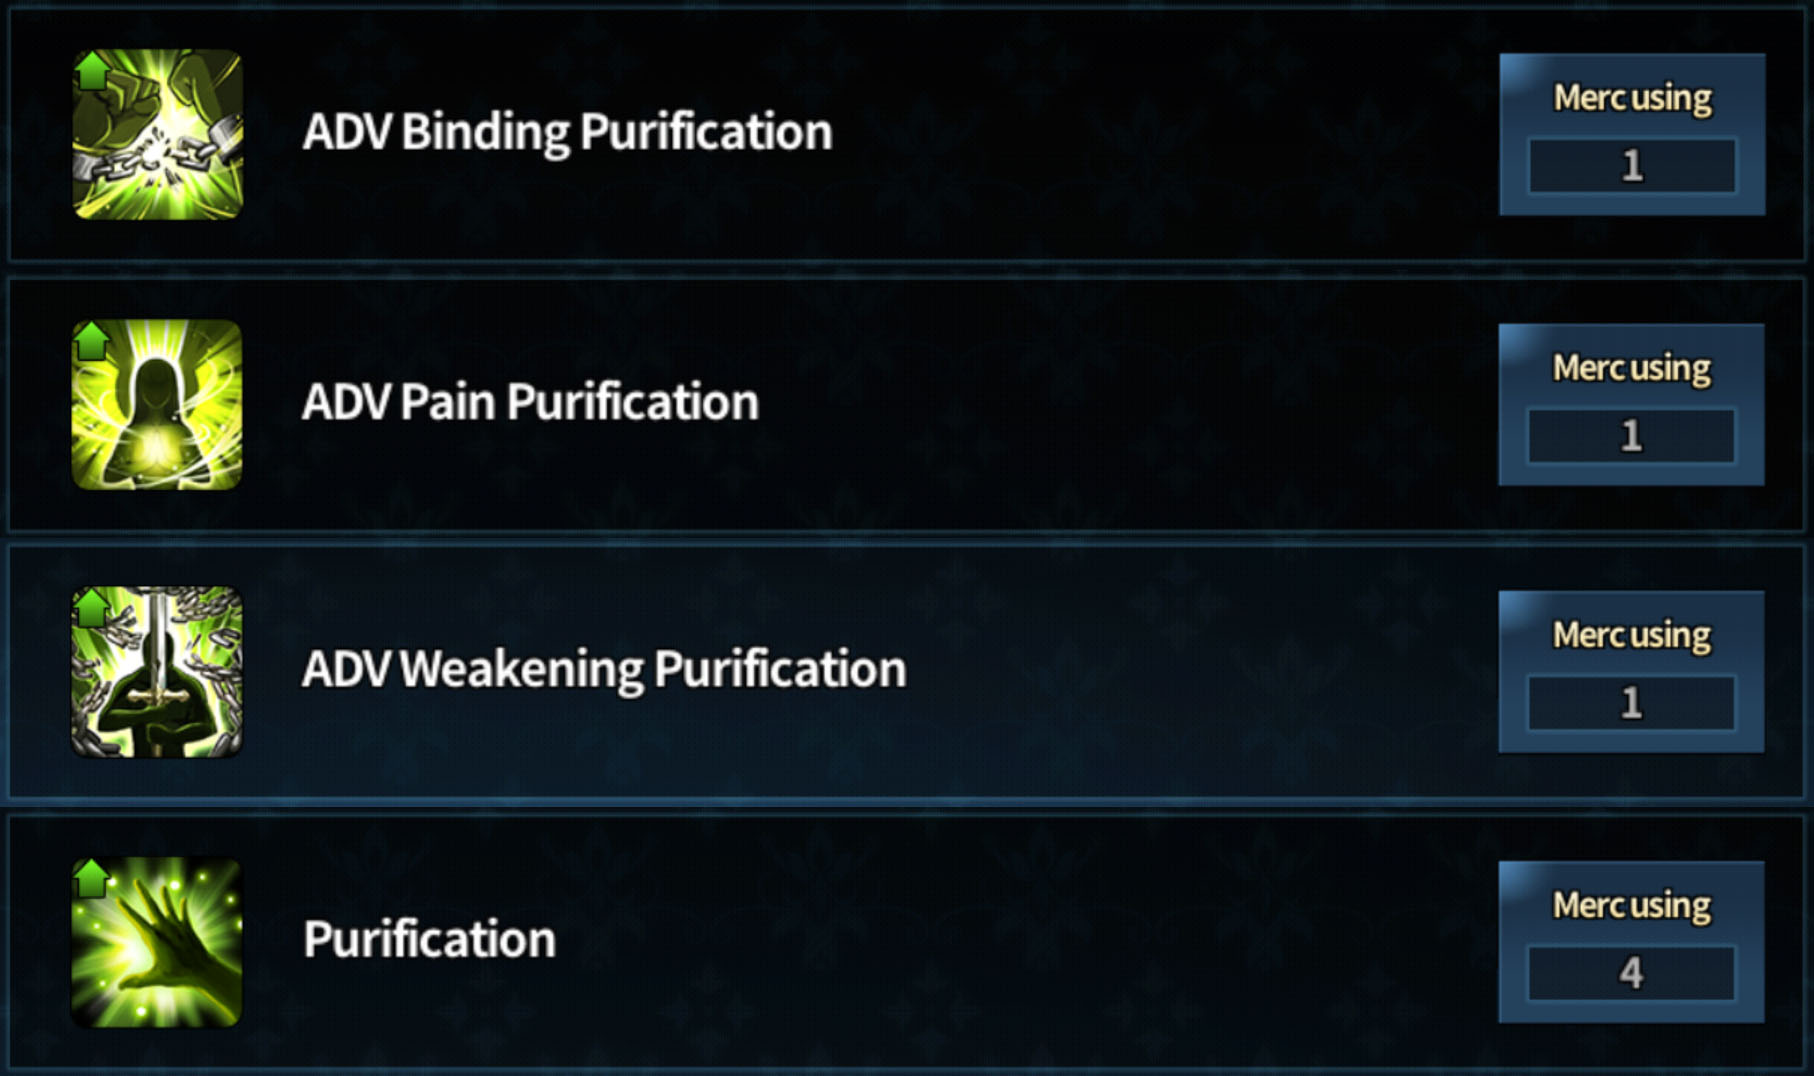 ADV Binding Purification
Merc using
1
ADV Pain Purification
Merc using
1
ADV Weakening Purification
Merc using
1
Purification
Merc using
4